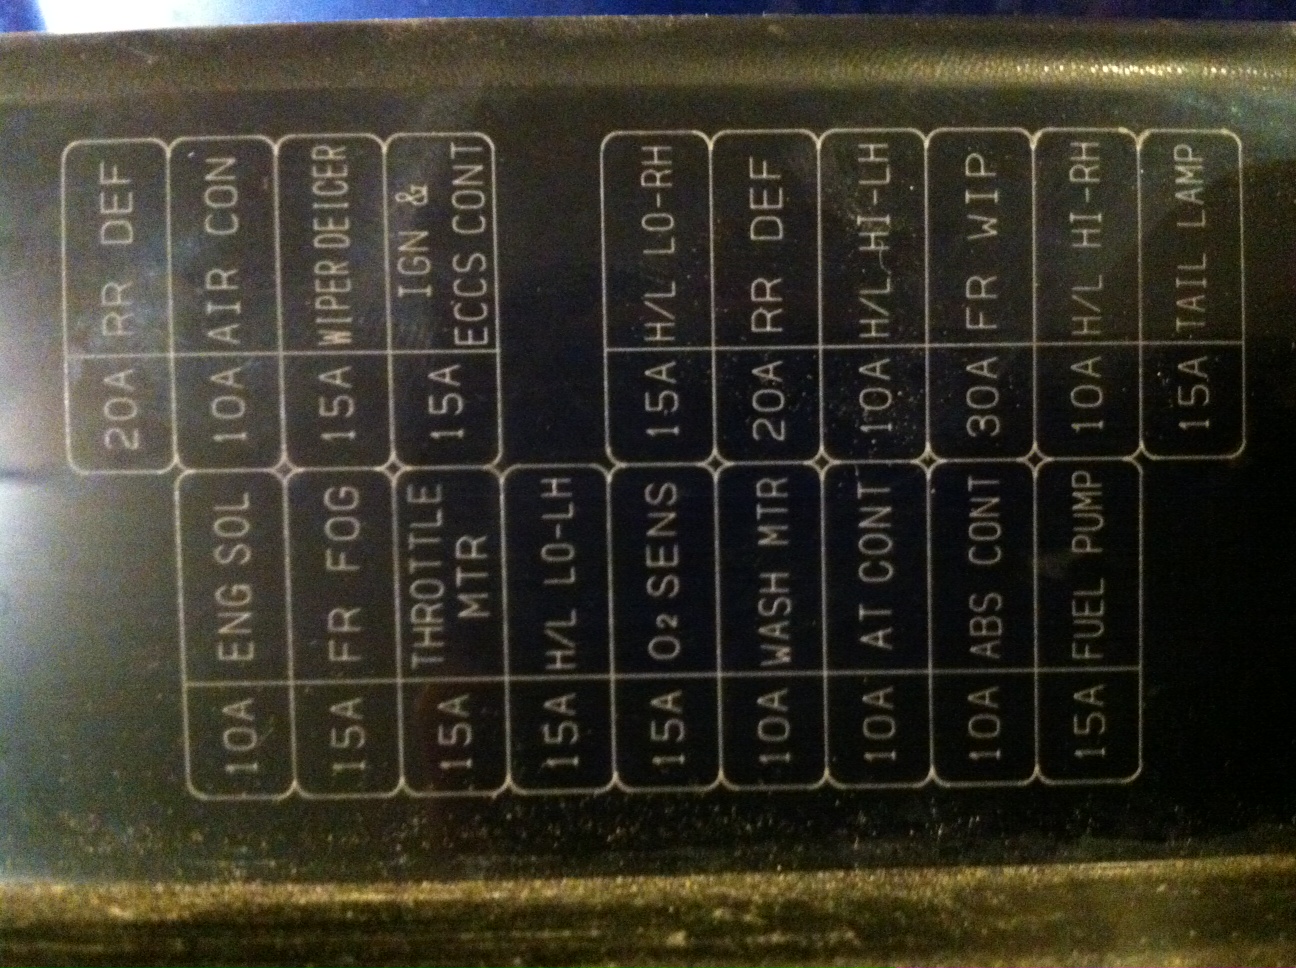 20A RR DEF
10A ENG SOL 10A AIR CON
15A FR FOG 15A WIPER DEICER
15A THROTTLE MTR 15A IGN & ECCS CONT
15A H/L LO-LH
15A O2 SENS 15A H/L LO-RH
10A WASH MTR 20A RR DEF
10A AT CONT 10A H/L HI-LH
10A ABS CONT 30A FR WIP
15A FUEL PUMP 10A H/L HI-RH
15A TAIL LAMP